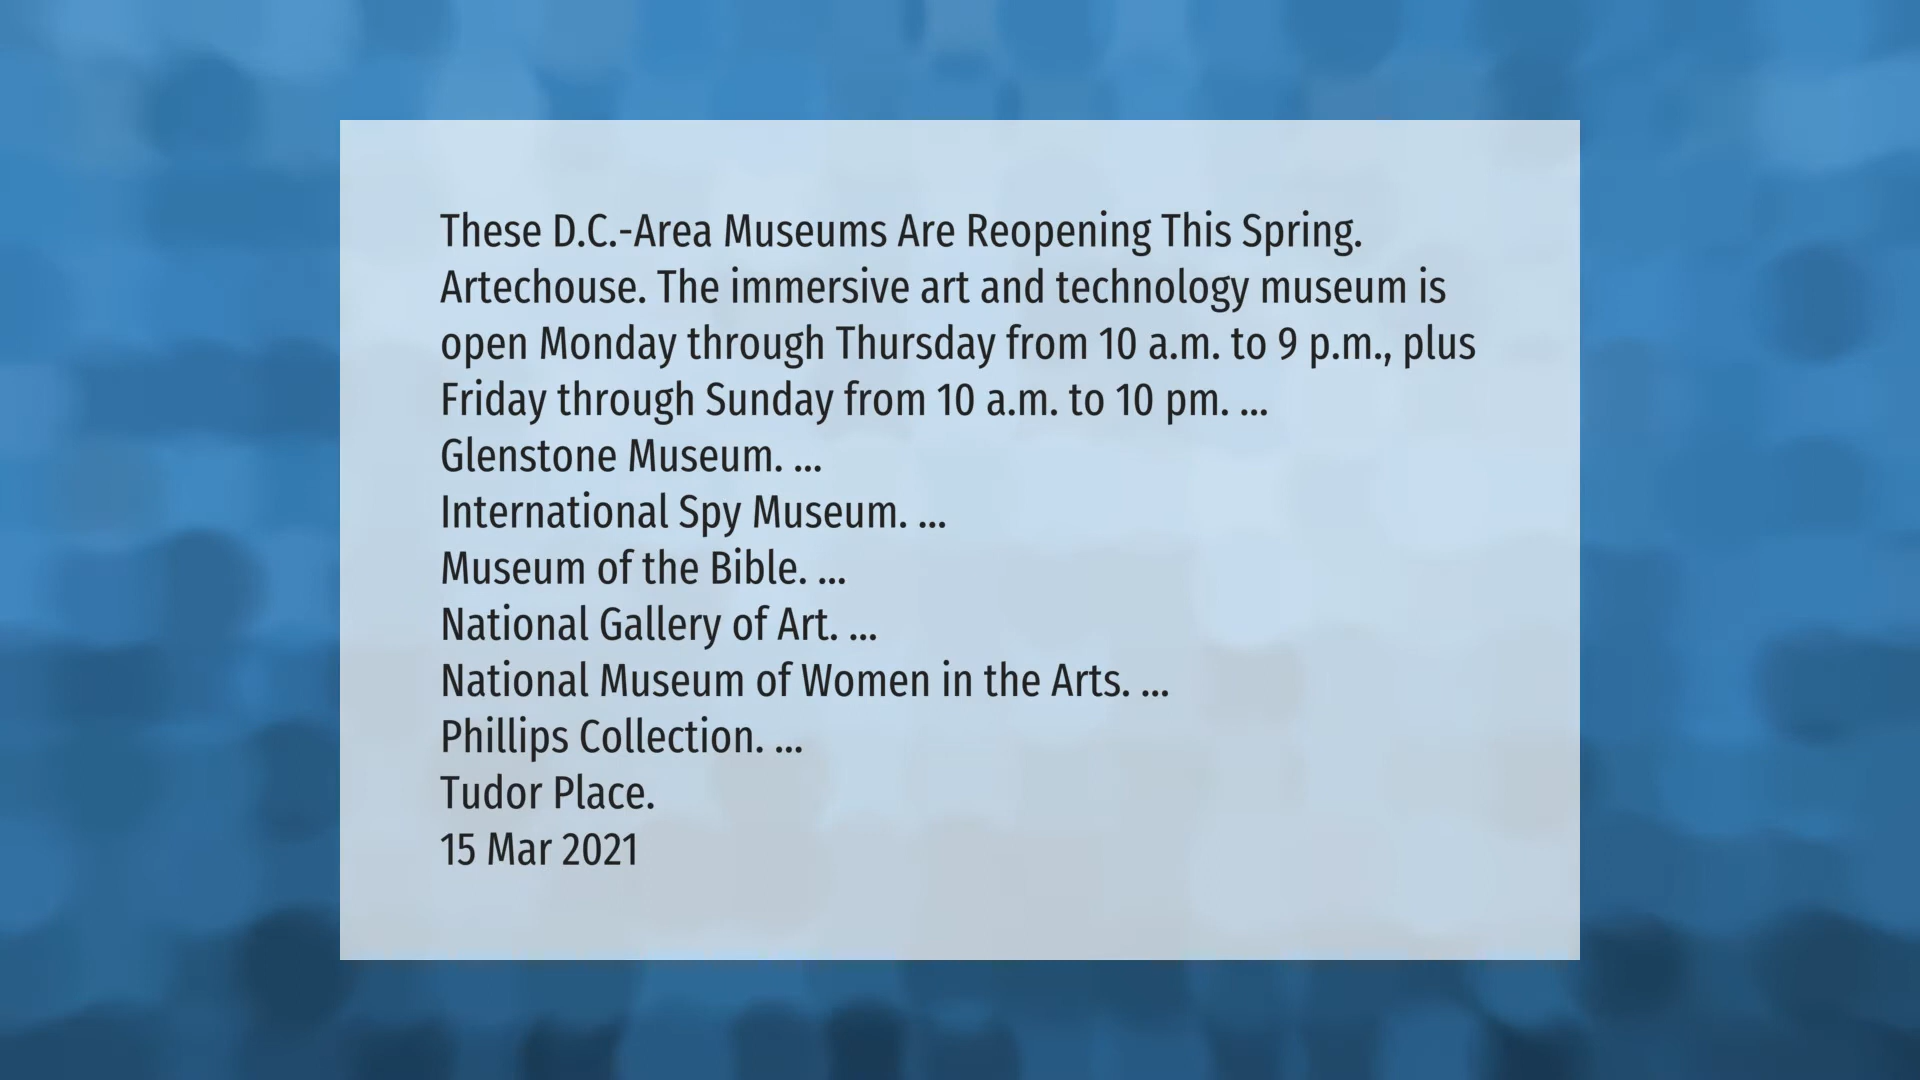 These D.C.-Area Museums Are Reopening This Spring.
Artechouse. The immersive art and technology museum is
open Monday through Thursday from 10 a.m. to 9 p.m., plus
Friday through Sunday from 10 a.m. to 10 pm. ...
Glenstone Museum. ...
International Spy Museum. ...
Museum of the Bible. ...
National Gallery of Art. ...
National Museum of Women in the Arts. ...
Phillips Collection. ...
Tudor Place.
15 Mar 2021